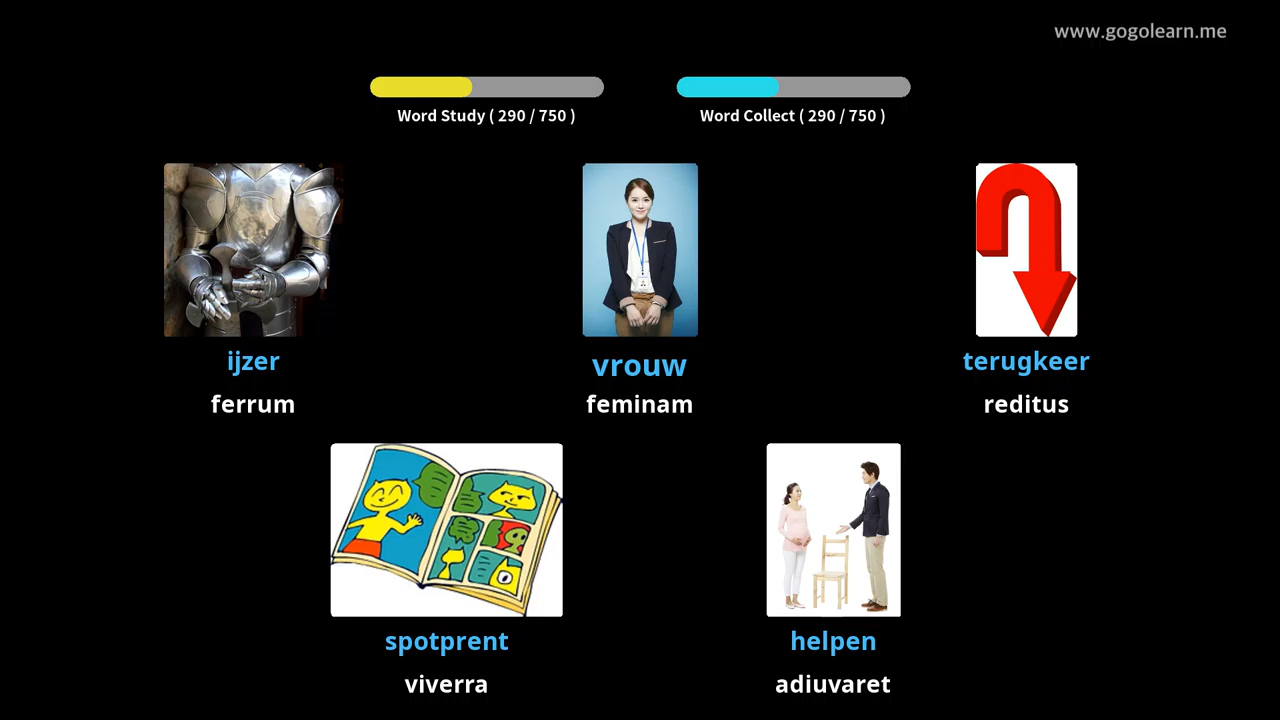 www.gogolearn.me
Word Study ( 290 / 750 )
Word Collect ( 290 / 750 )
ijzer
ferrum
vrouw
feminam
terugkeer
reditus
spotprent
viverra
helpen
adiuvaret